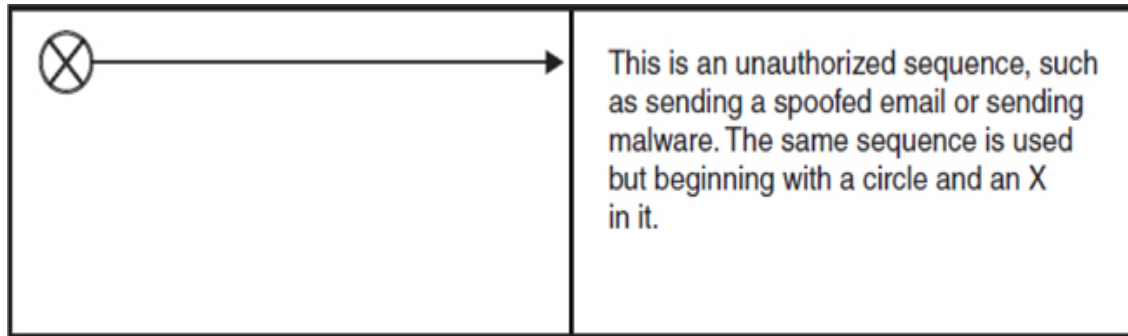 This is an unauthorized sequence, such
as sending a spoofed email or sending
malware. The same sequence is used
but beginning with a circle and an X
in it.